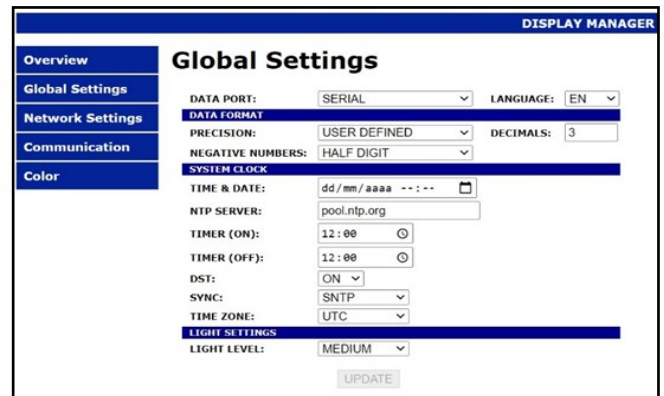 DISPLAY MANAGER
Overview
Global Settings
Network Settings
Communication
Color
Global Settings
DATA PORT: SERIAL LANGUAGE: EN
DATA FORMAT
PRECISION: USER DEFINED DECIMALS: 3
NEGATIVE NUMBERS: HALF DIGIT
SYSTEM CLOCK
TIME & DATE: dd/mm/aaaa --:--
NTP SERVER: pool.ntp.org
TIMER (ON): 12:00
TIMER (OFF): 12:00
DST: ON
SYNC: SNTP
TIME ZONE: UTC
LIGHT SETTINGS
LIGHT LEVEL: MEDIUM
UPDATE